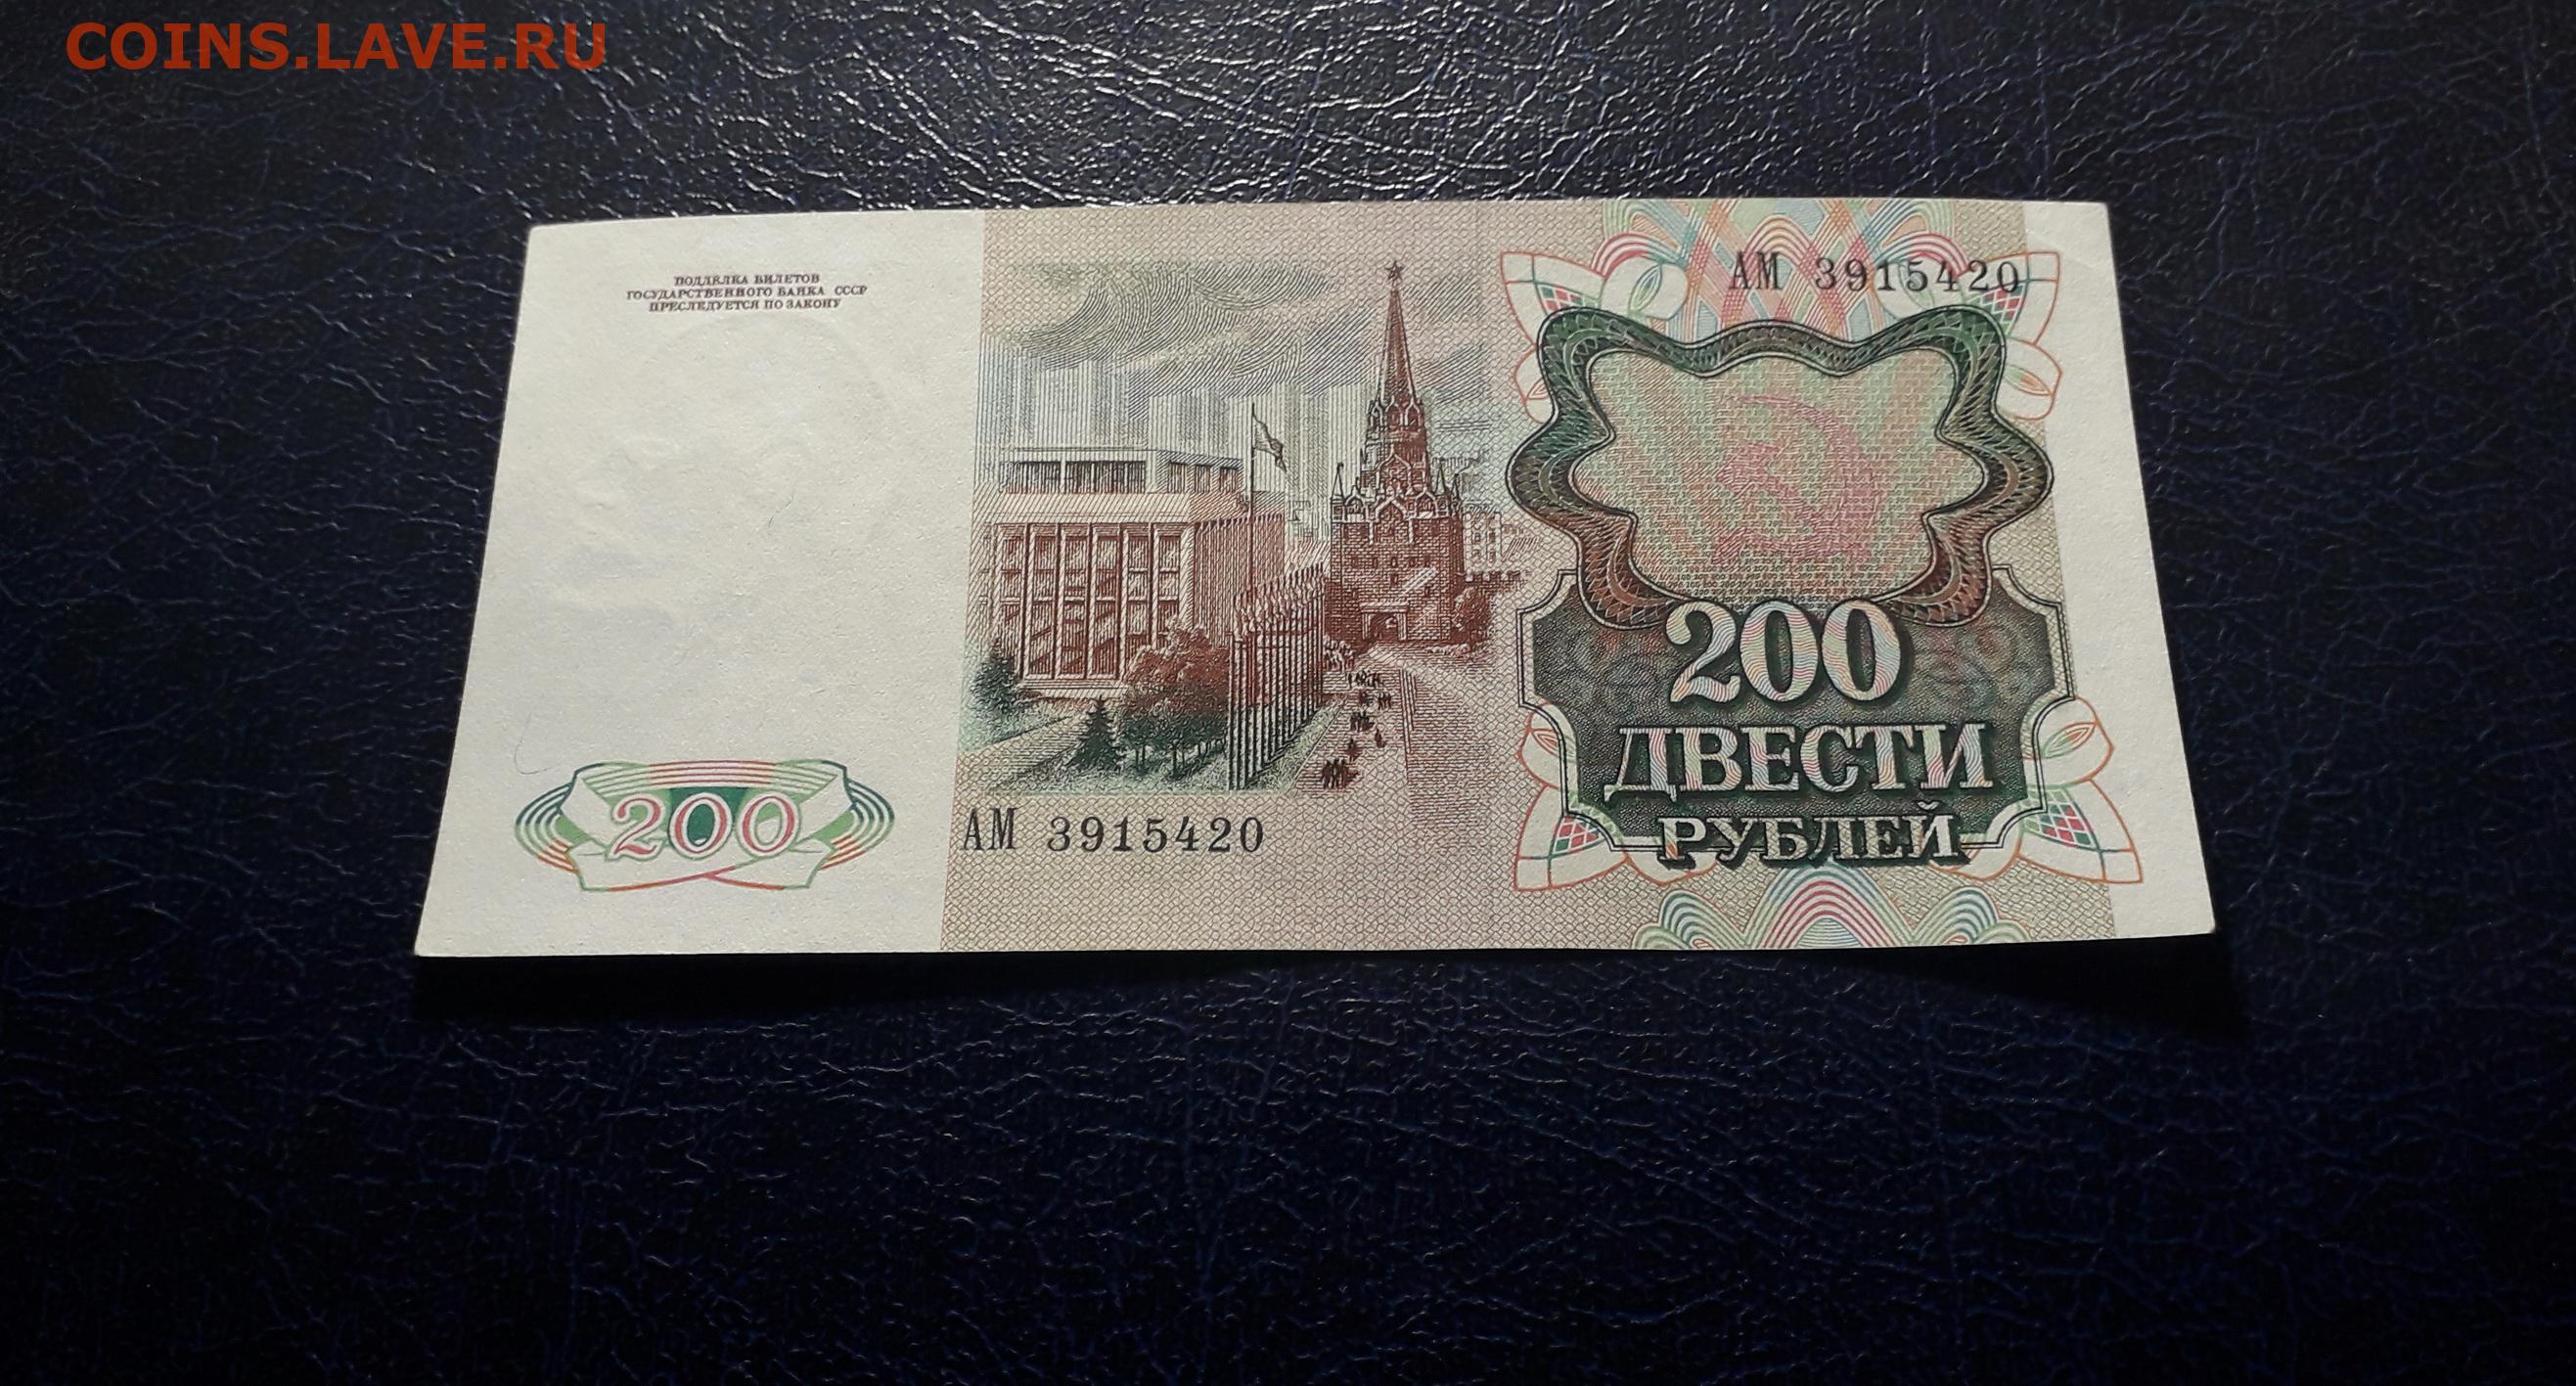 COINS.LAVE.RU
ПОДДЕЛКА БИЛЕТОВ
ГОСУДАРСТВЕННОГО БАНКА СССР
ПРЕСЛЕДУЕТСЯ ПО ЗАКОНУ
АМ 3915420
200
ДВЕСТИ
РУБЛЕЙ
200
АМ 3915420